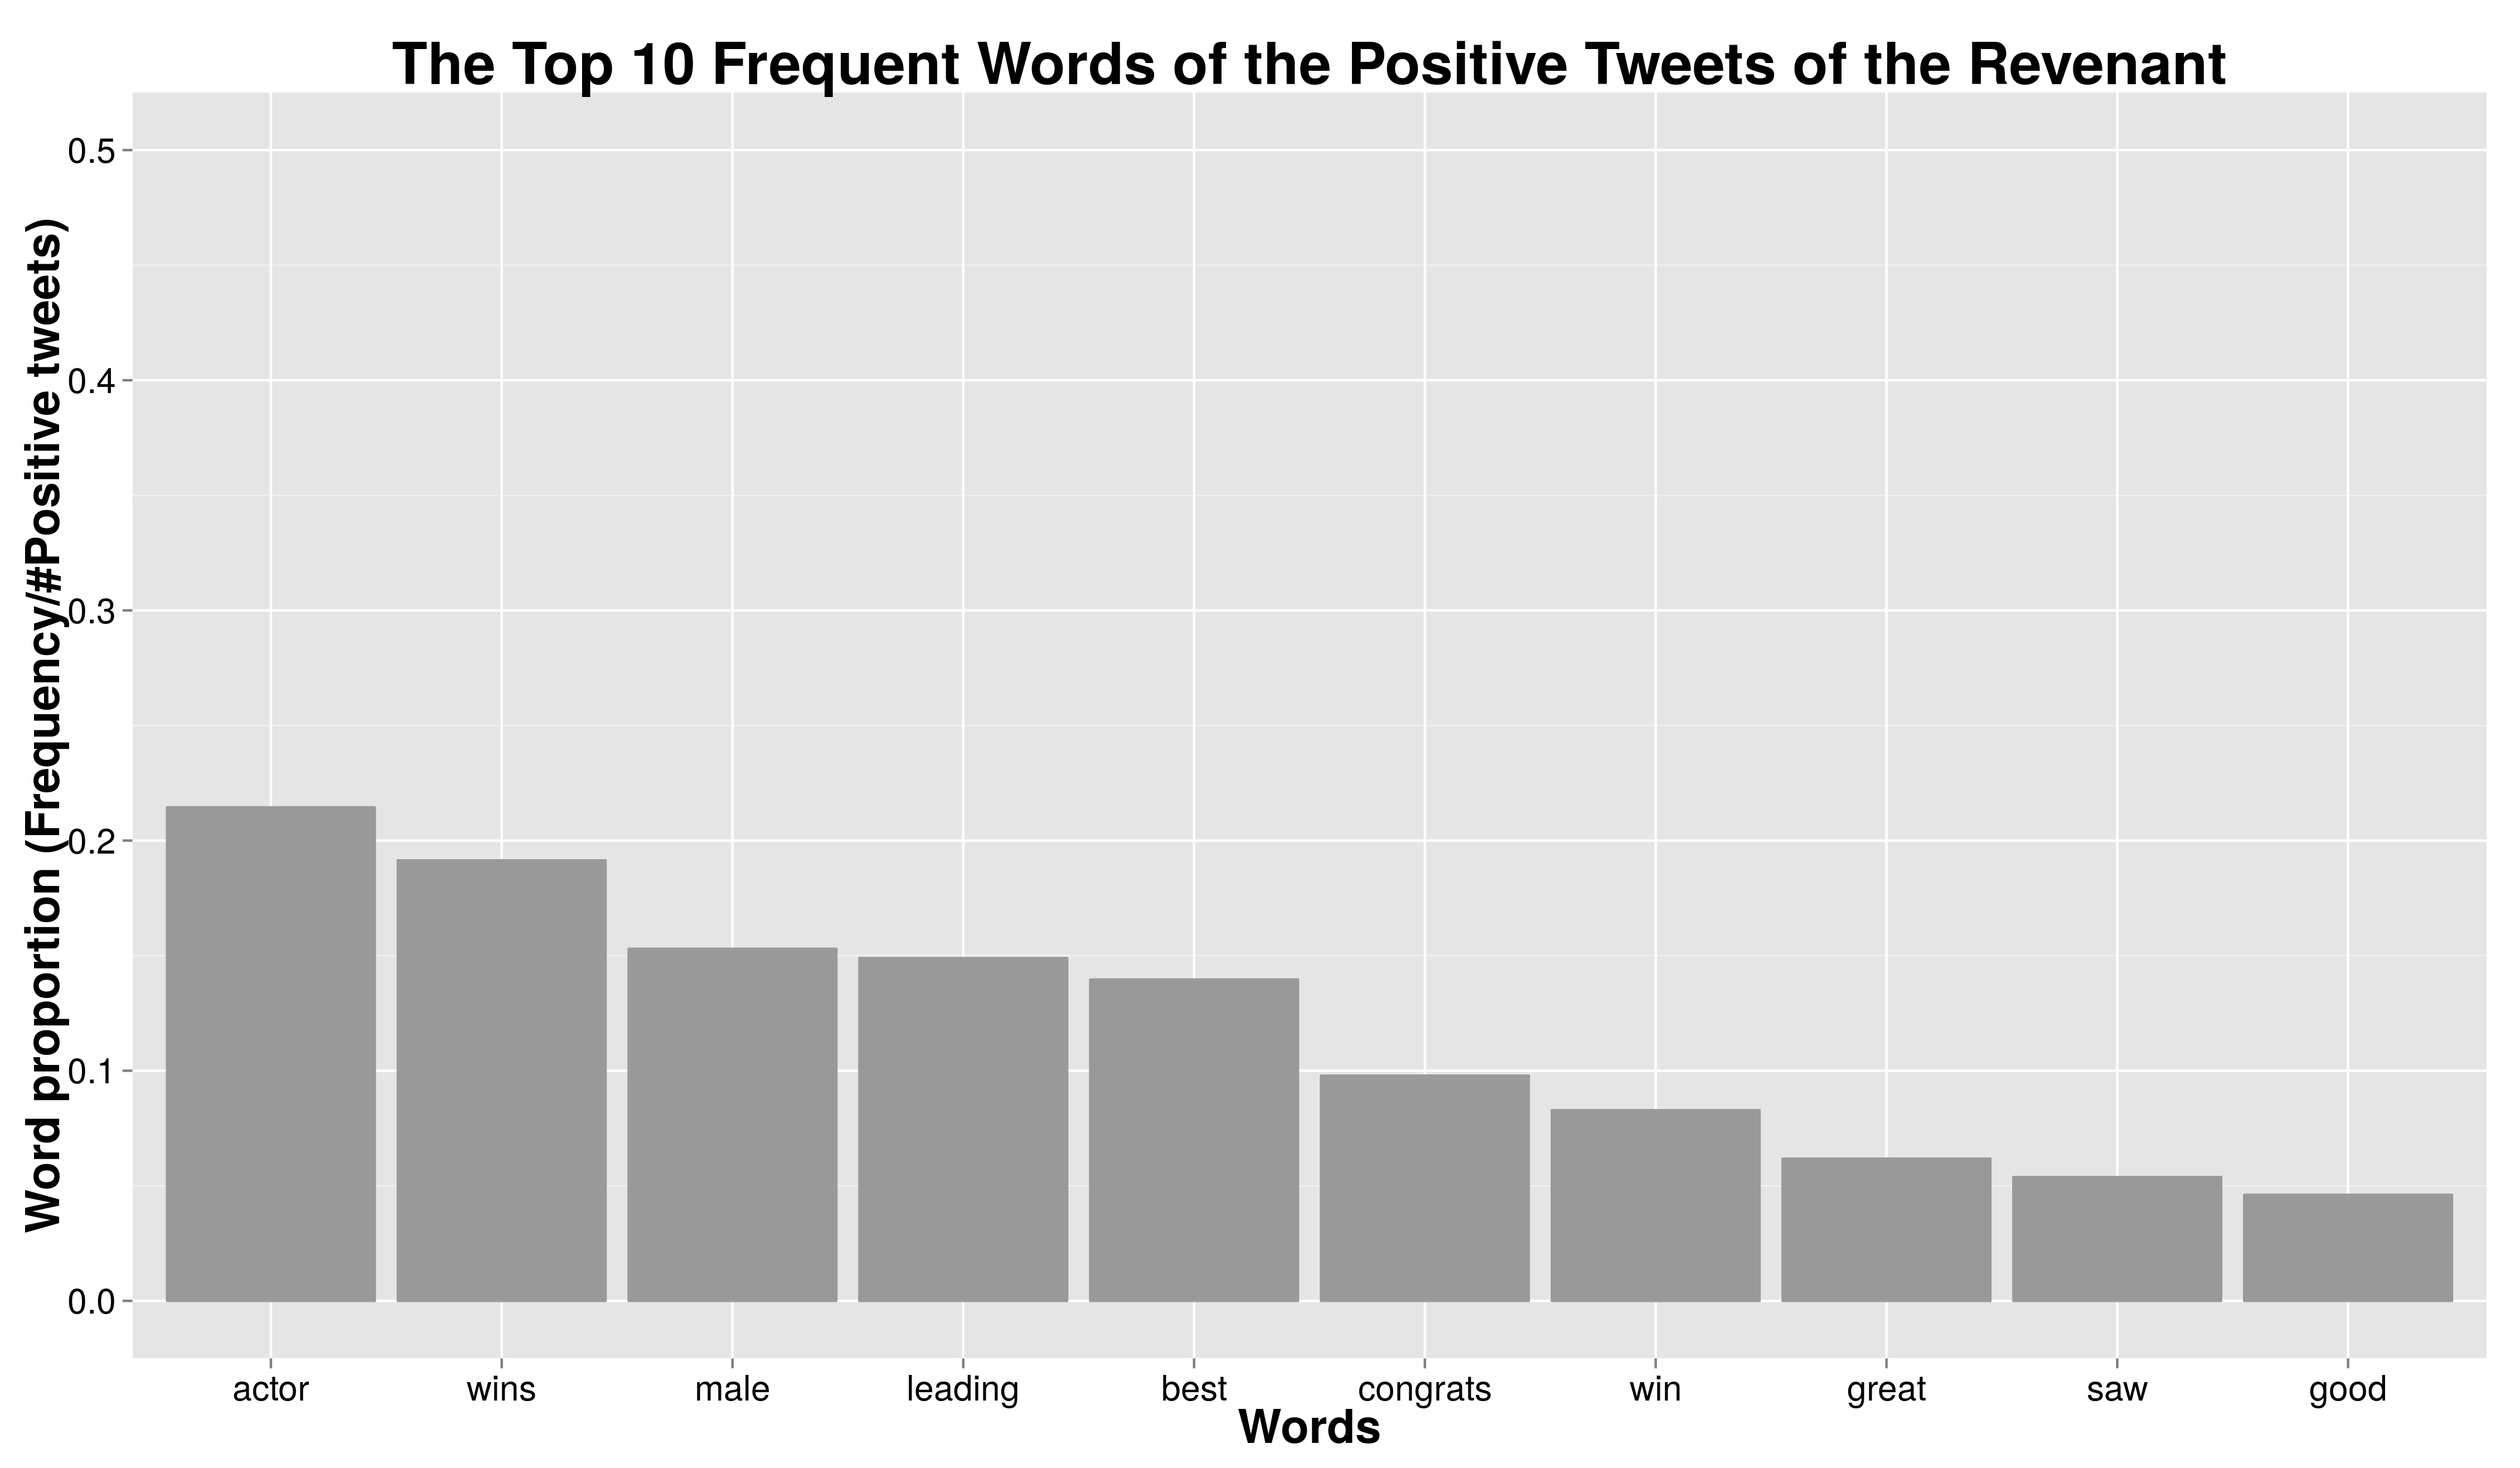 The Top 10 Frequent Words of the Positive Tweets of the Revenant
Word proportion (Frequency/#Positive tweets)
0.5
0.4
0.3
0.2
0.1
0.0
actor wins male leading best congrats win great saw good
Words